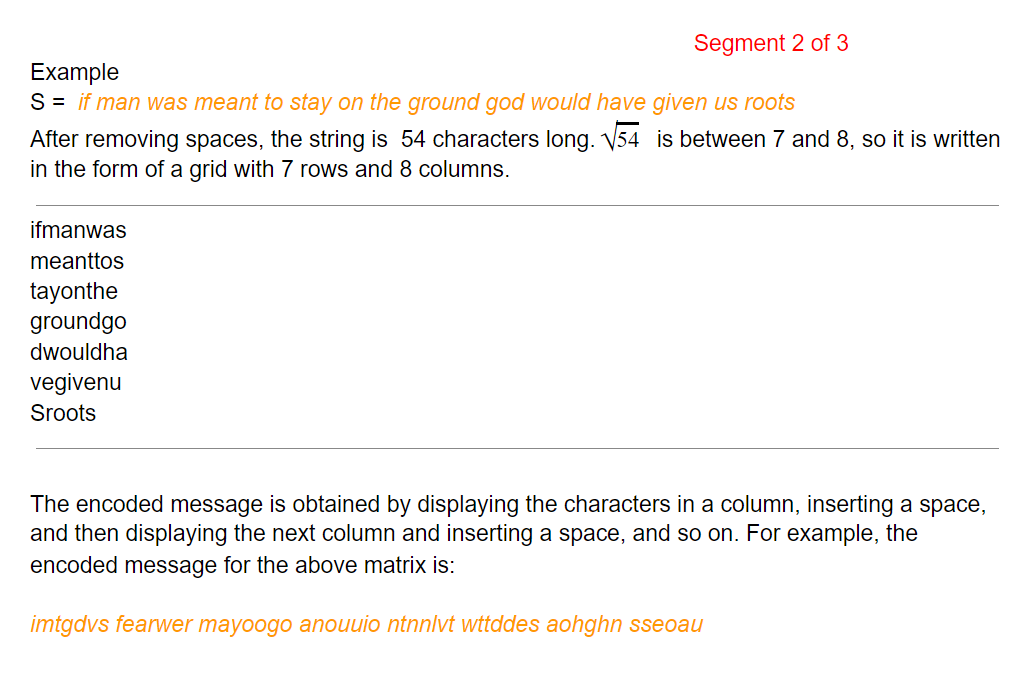 Segment 2 of 3
Example
S = if man was meant to stay on the ground god would have given us roots
After removing spaces, the string is 54 characters long. √54 is between 7 and 8, so it is written
in the form of a grid with 7 rows and 8 columns.
ifmanwas
meanttos
tayonthe
groundgo
dwouldha
vegivenu
Sroots
The encoded message is obtained by displaying the characters in a column, inserting a space,
and then displaying the next column and inserting a space, and so on. For example, the
encoded message for the above matrix is:
imtgdvs fearwer mayoogo anouuio ntnnlvt wttddes aohghn sseoau